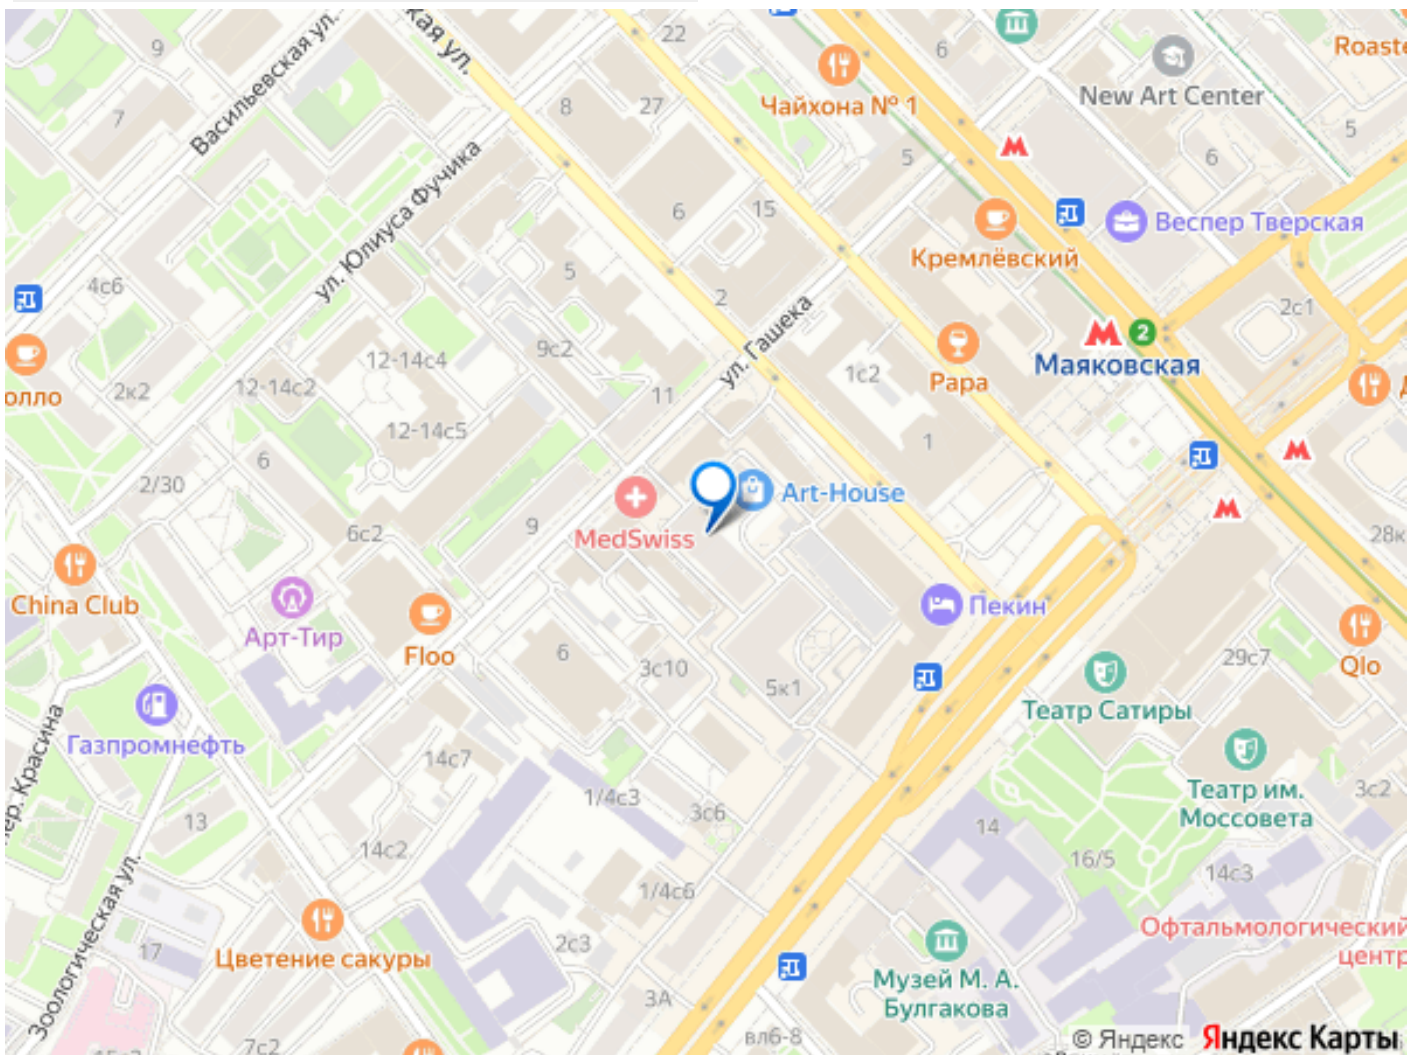 Васильевская ул.
ская ул.
22
9
7
8
27
Чайхона № 1
6
New Art Center
Roaste
5
5
6
ул. Юлиуса Фучика
6
15
Кремлёвский
Веспер Тверская
4с6
5
2
2с1
ул. Гашека
9с2
Маяковская
2
12-14с4
12-14с2
2к2
олло
11
1с2
Papa
12-14с5
1
6
2/30
Art-House
MedSwiss
9
6с2
28к
China Club
Арт-Тир
Floo
Пекин
6
3с10
5к1
29с7
Qlo
Театр Сатиры
пер. Красина
Газпромнефть
14с7
1/4с3
3с6
Театр им.
Моссовета
3с2
13
14с2
14
16/5
14с3
1/4с6
Зоологическая ул.
17
Цветение сакуры
2с3
Офтальмологический
центр
Музей М. А.
Булгакова
3А
вл6-8
7с2
© Яндекс Яндекс Карты